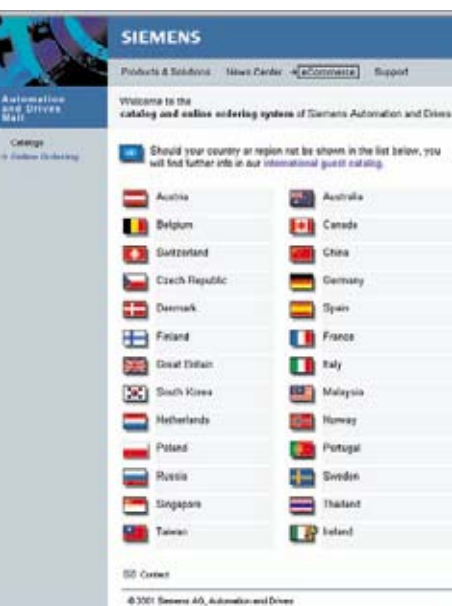 SIEMENS
Products & Solutions News Center eCommerce Support
Automation
and Drives
Mall
Catalogs
Online Ordering
Welcome to the
catalog and online ordering system of Siemens Automation and Drives
Should your country or region not be shown in the list below, you
will find further info in our international guest catalog.
Austria Australia
Belgium Canada
Switzerland China
Czech Republic Germany
Denmark Spain
Finland France
Great Britain Italy
South Korea Malaysia
Netherlands Norway
Poland Portugal
Russia Sweden
Singapore Thailand
Taiwan Ireland
Contact
© 2001 Siemens AG, Automation and Drives